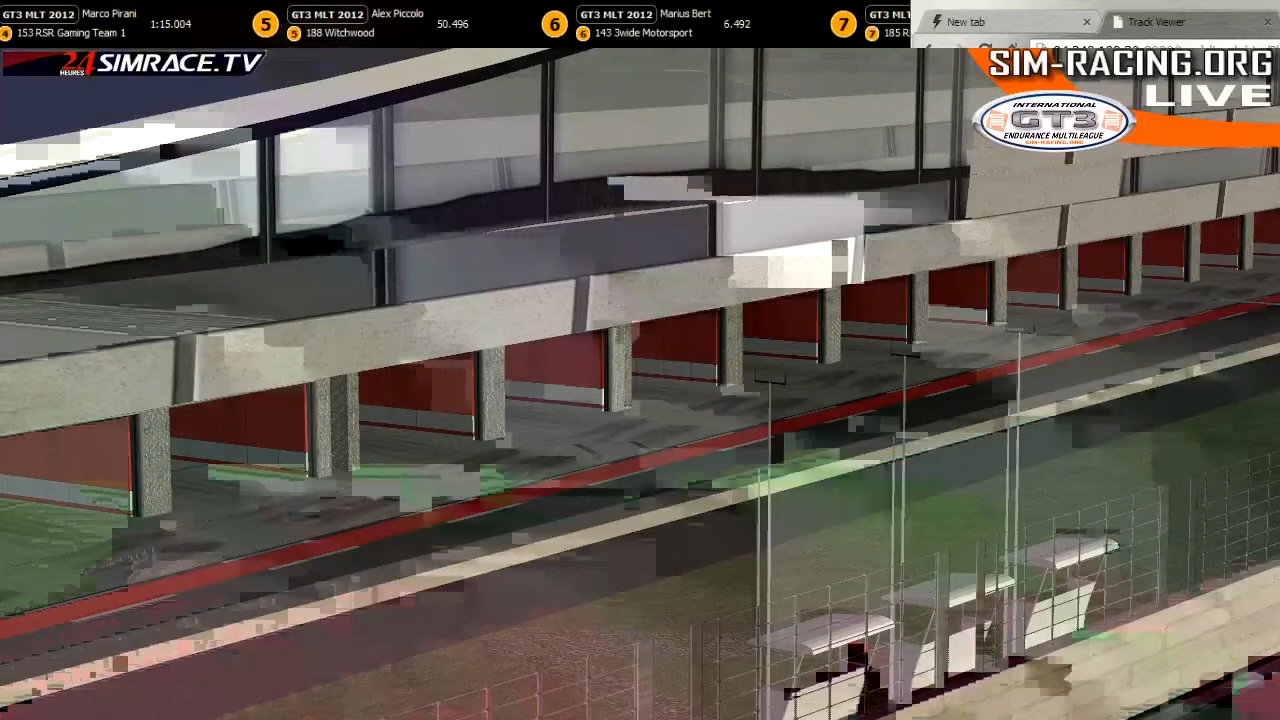 GT3 MLT 2012 Marco Pirani 1:15.004
4 153 RSR Gaming Team 1
5 GT3 MLT 2012 Alex Piccolo 50.496
5 188 Witchwood
6 GT3 MLT 2012 Marius Bert 6.492
6 143 3wide Motorsport
7 GT3 ML
7 185 R
New tab
Track Viewer
24 HEURES SIMRACE.TV
SIM-RACING.ORG
LIVE
INTERNATIONAL
GT3
ENDURANCE MULTILEAGUE
SIM-RACING.ORG